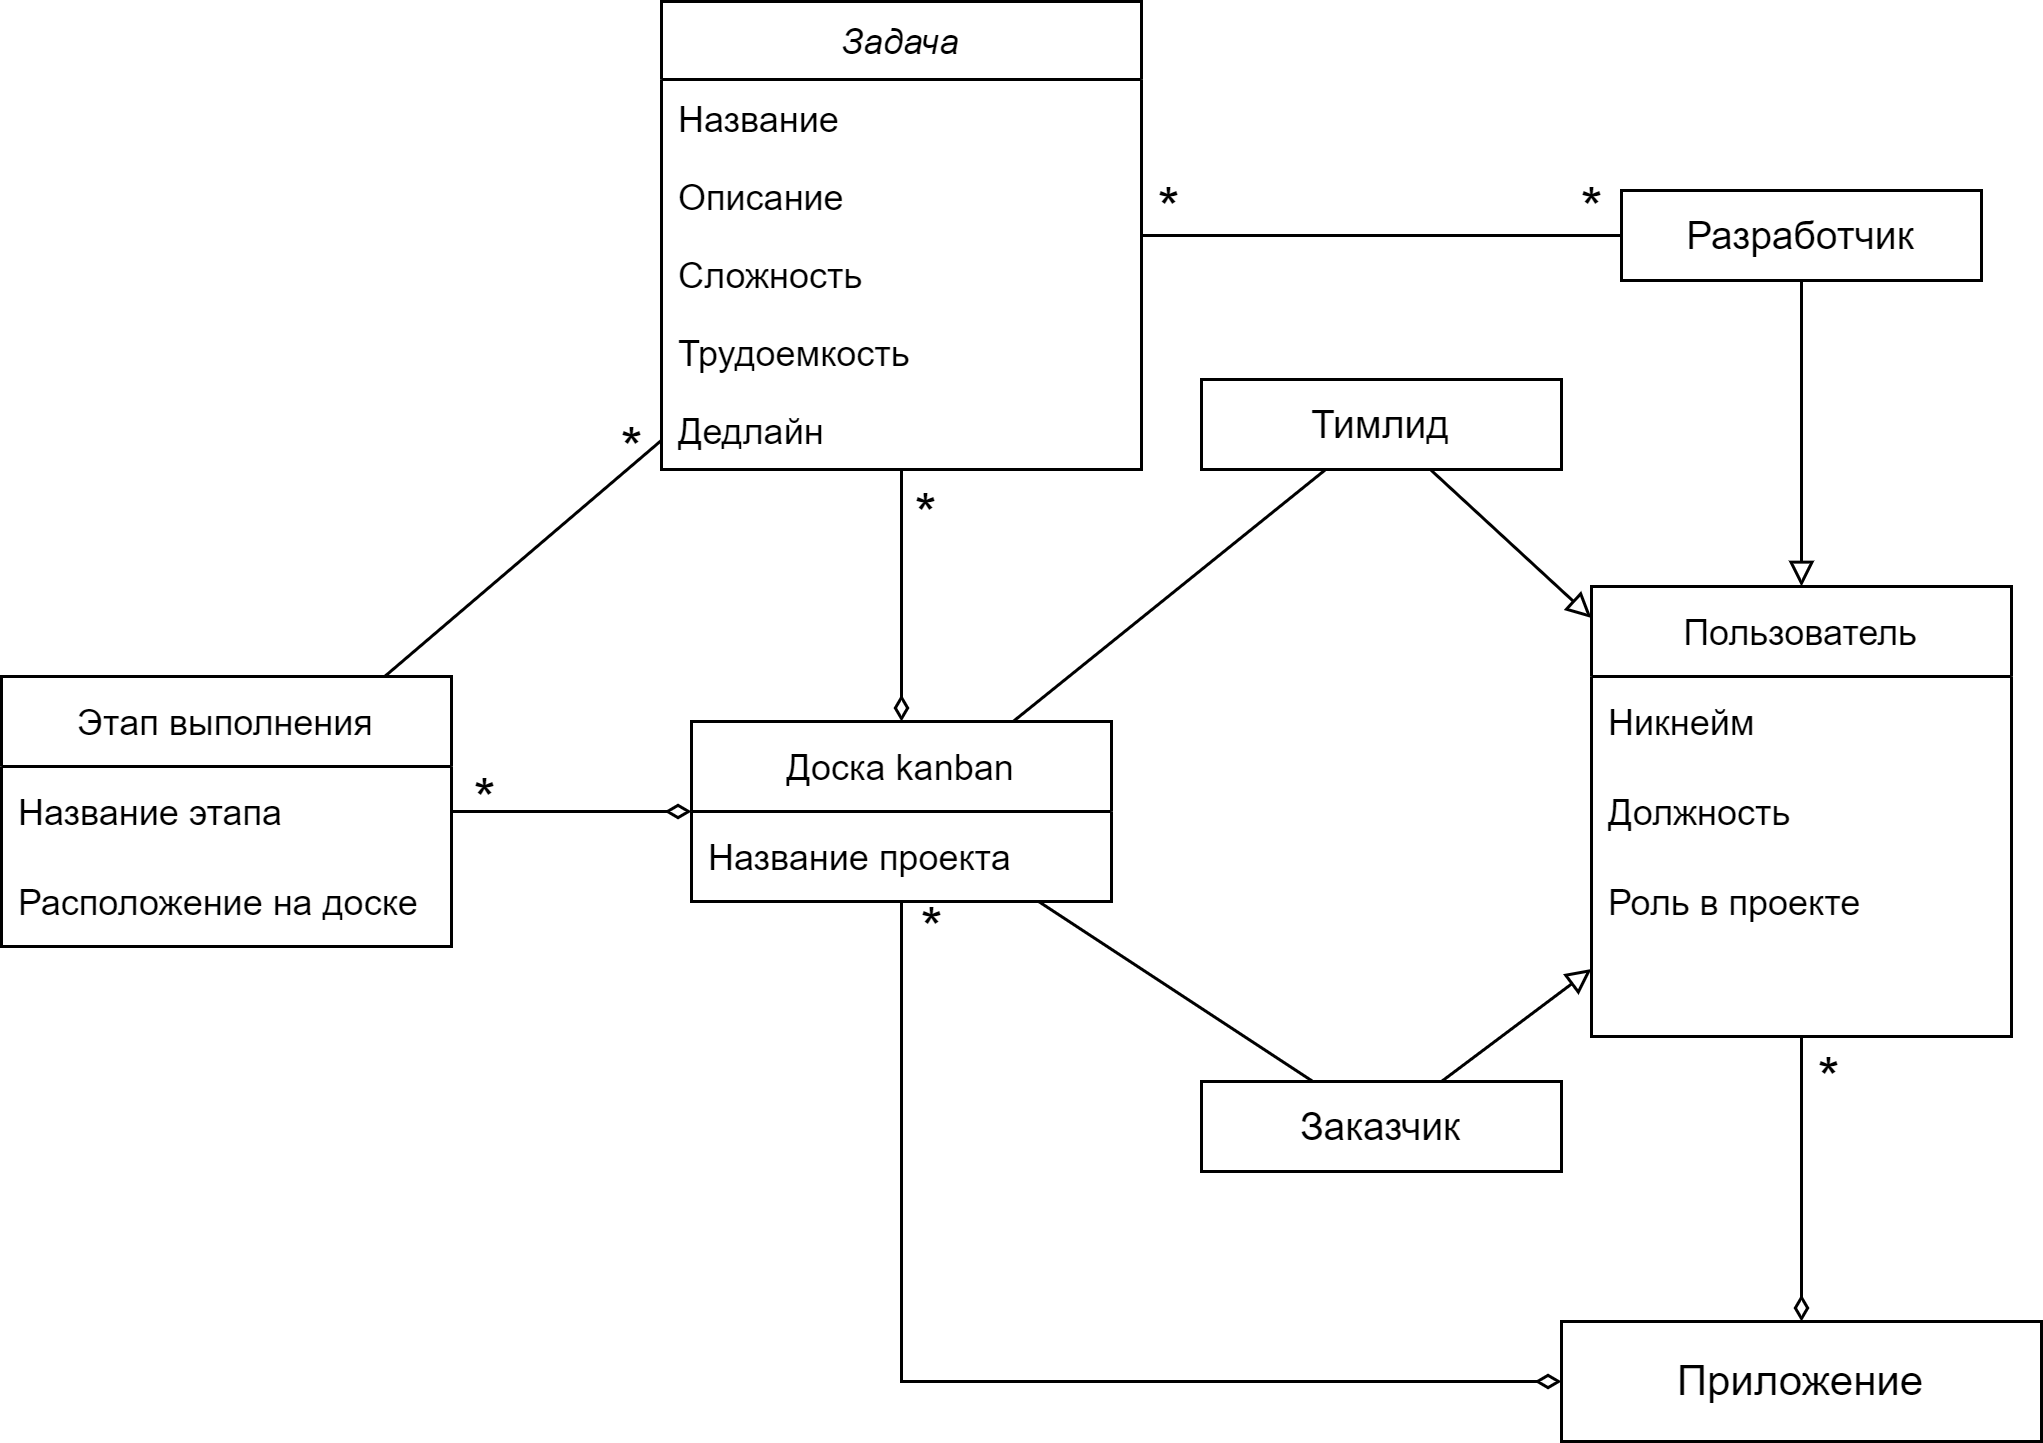 Задача
Название
Описание
Сложность
Трудоемкость
Дедлайн
*
*
Разработчик
Тимлид
*
*
Пользователь
Никнейм
Должность
Роль в проекте
Этап выполнения
Название этапа
Расположение на доске
*
Доска kanban
Название проекта
*
Заказчик
*
Приложение